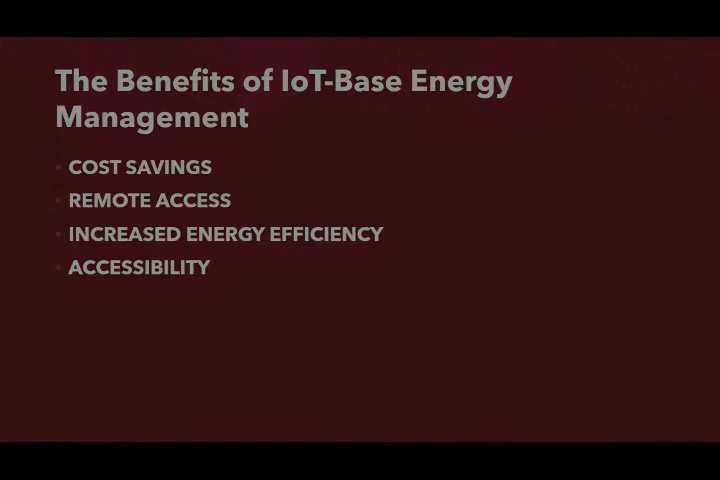 The Benefits of IoT-Base Energy
Management
COST SAVINGS
REMOTE ACCESS
INCREASED ENERGY EFFICIENCY
ACCESSIBILITY